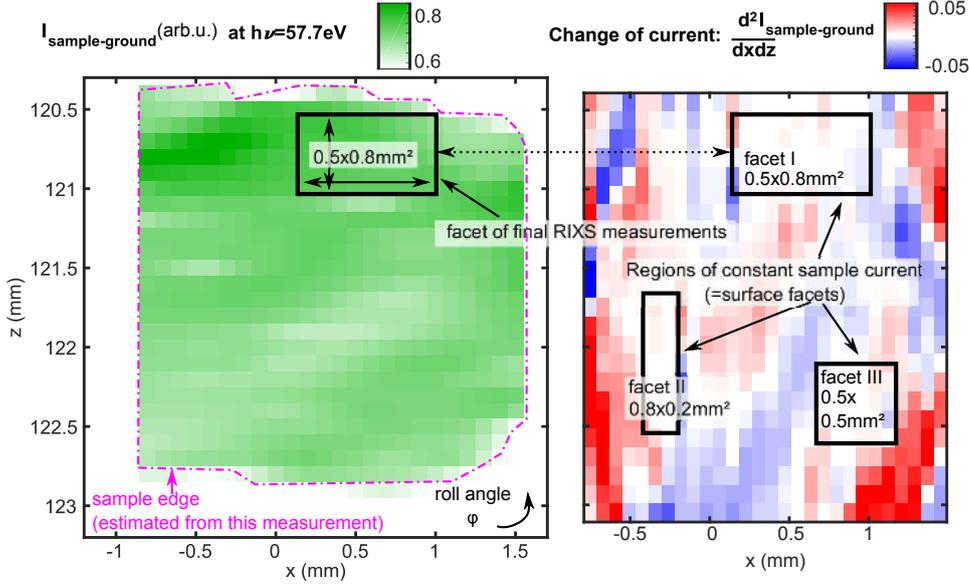 I sample-ground (arb.u.) at hν=57.7eV
0.8
0.6
Change of current: d²I sample-ground
dxdz
0.05
-0.05
120.5
121
121.5
122
122.5
123
z (mm)
-1
-0.5
0
0.5
1
1.5
x (mm)
0.5x0.8mm²
facet of final RIXS measurements
sample edge
(estimated from this measurement)
roll angle
φ
facet I
0.5x0.8mm²
Regions of constant sample current
(=surface facets)
facet II
0.8x0.2mm²
facet III
0.5x
0.5mm²
-0.5
0
0.5
1
x (mm)